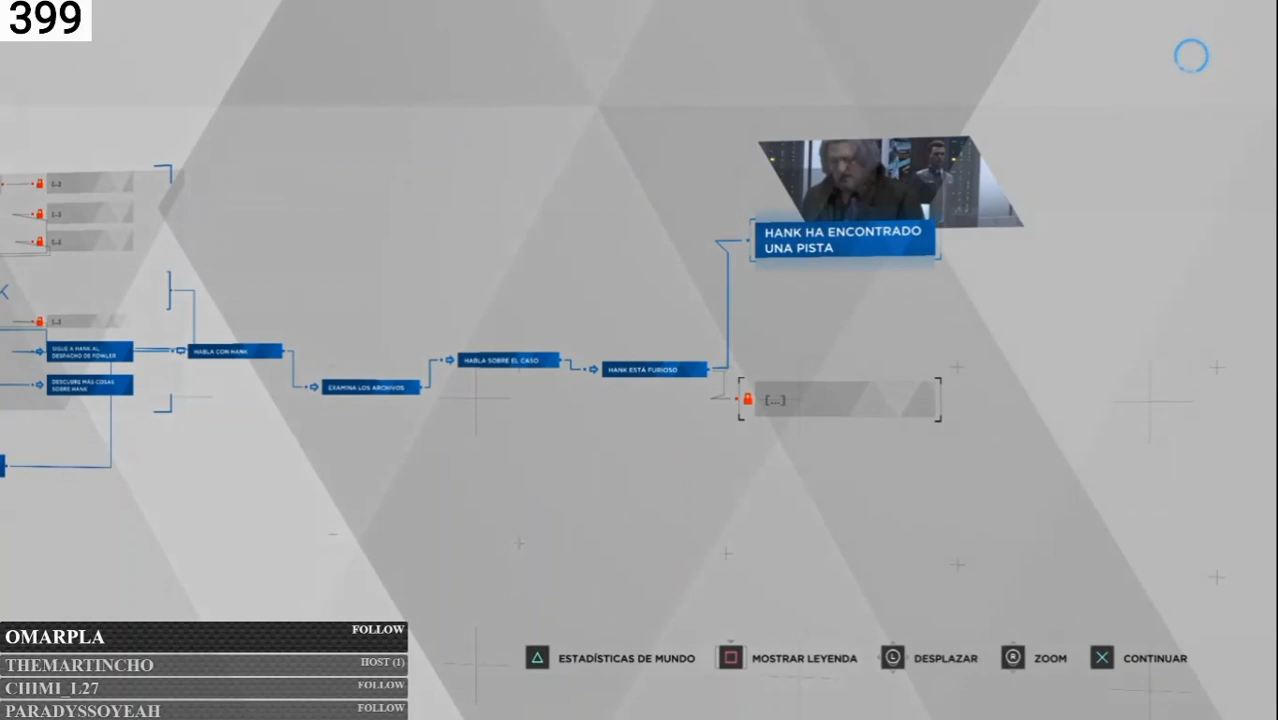 399
[...]
[...]
[...]
HANK HA ENCONTRADO
UNA PISTA
[...]
SIGUE A HANK AL
DESPACHO DE FOWLER
HABLA CON HANK
HABLA SOBRE EL CASO
HANK ESTÁ FURIOSO
DESCUBRE MÁS COSAS
SOBRE HANK
EXAMINA LOS ARCHIVOS
[...]
OMARPLA FOLLOW
THEMARTINCHO HOST (1)
CHIMI_L27 FOLLOW
PARADYSSOYEAH FOLLOW
ESTADÍSTICAS DE MUNDO
MOSTRAR LEYENDA
L DESPLAZAR
R ZOOM
CONTINUAR